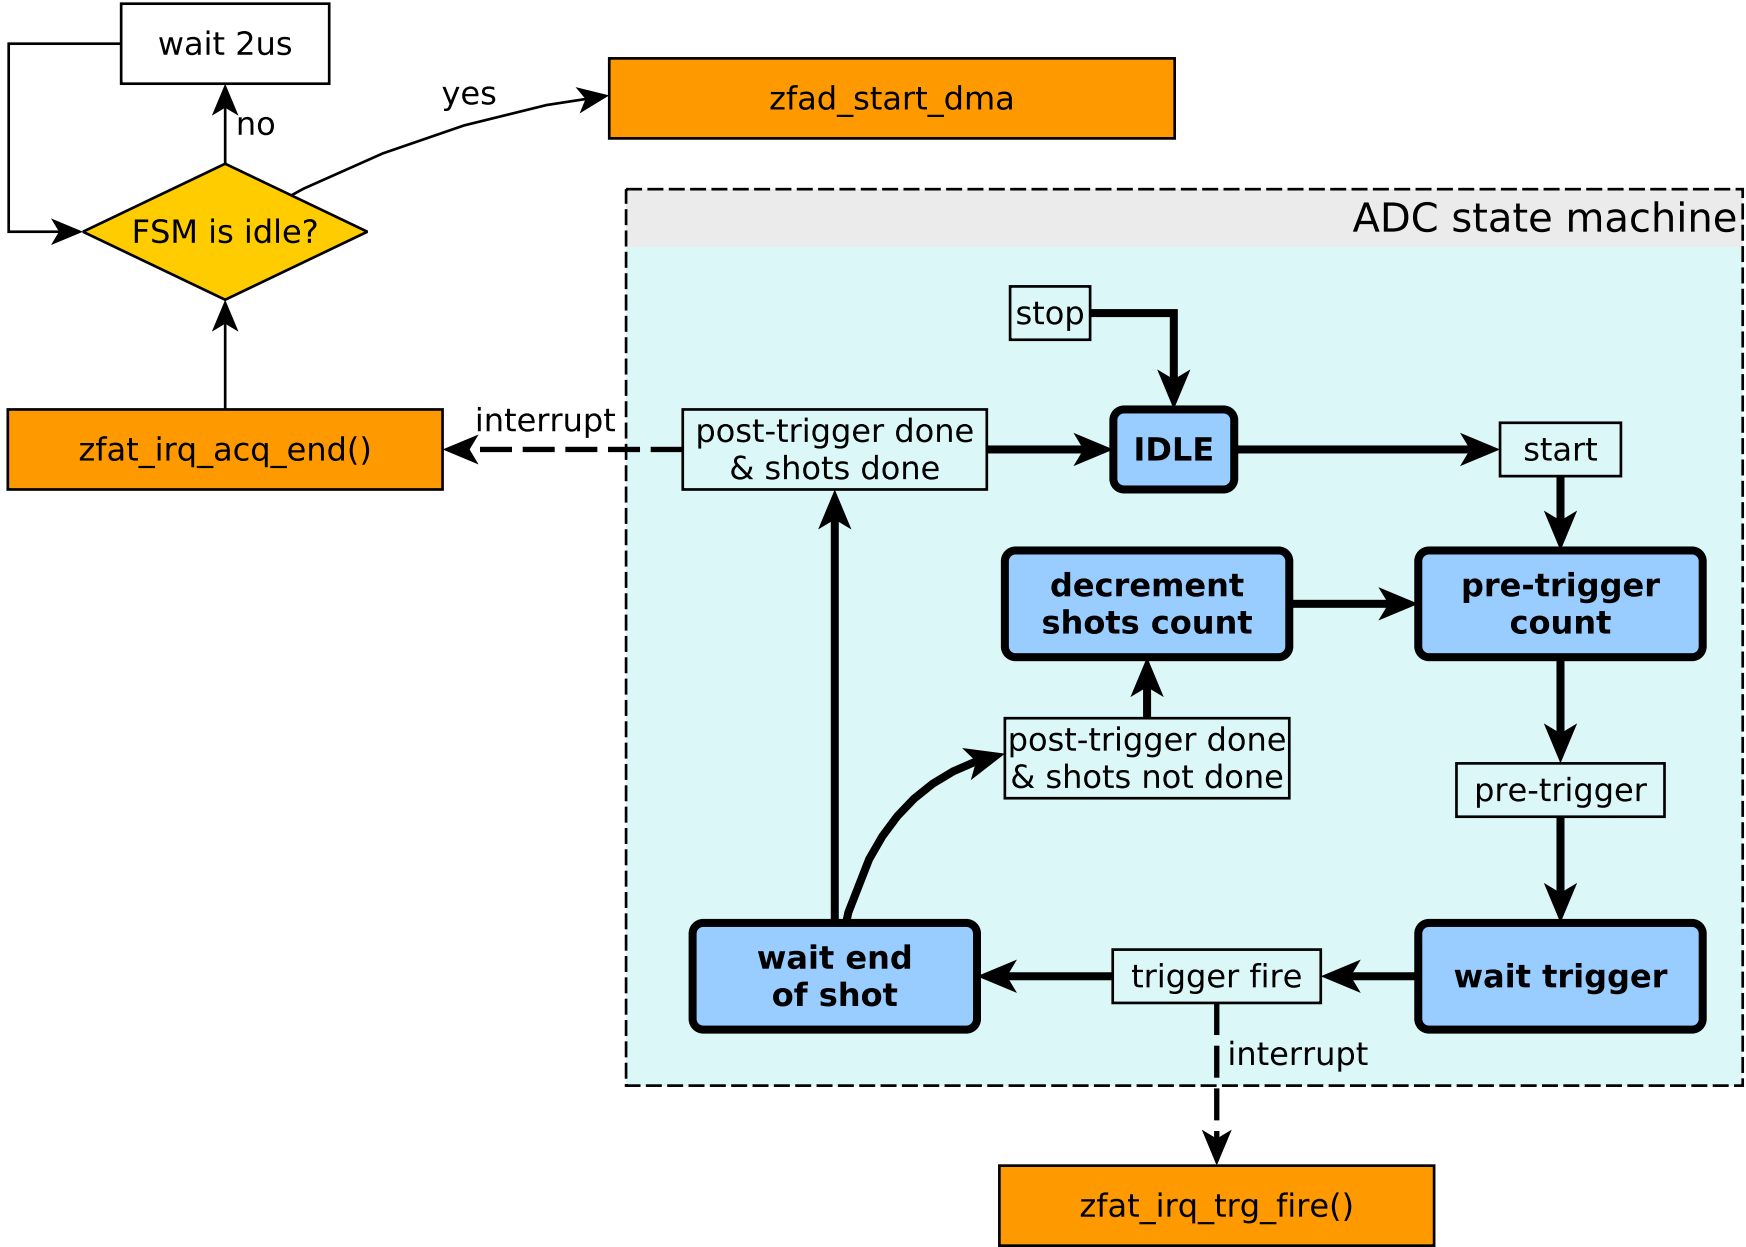 wait 2us
yes
zfad_start_dma
no
FSM is idle?
ADC state machine
stop
interrupt
post-trigger done
& shots done
IDLE
start
zfat_irq_acq_end()
decrement
shots count
pre-trigger
count
post-trigger done
& shots not done
pre-trigger
wait end
of shot
trigger fire
wait trigger
interrupt
zfat_irq_trg_fire()